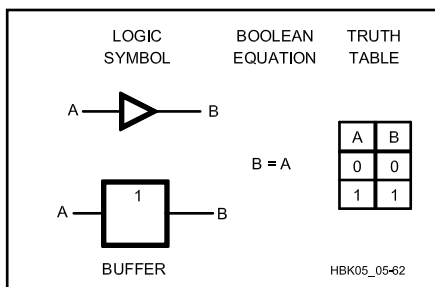 LOGIC SYMBOL
BOOLEAN EQUATION
TRUTH TABLE
A B
A B
0 0
1 1
B = A
A 1 B
BUFFER
HBK05_05-62